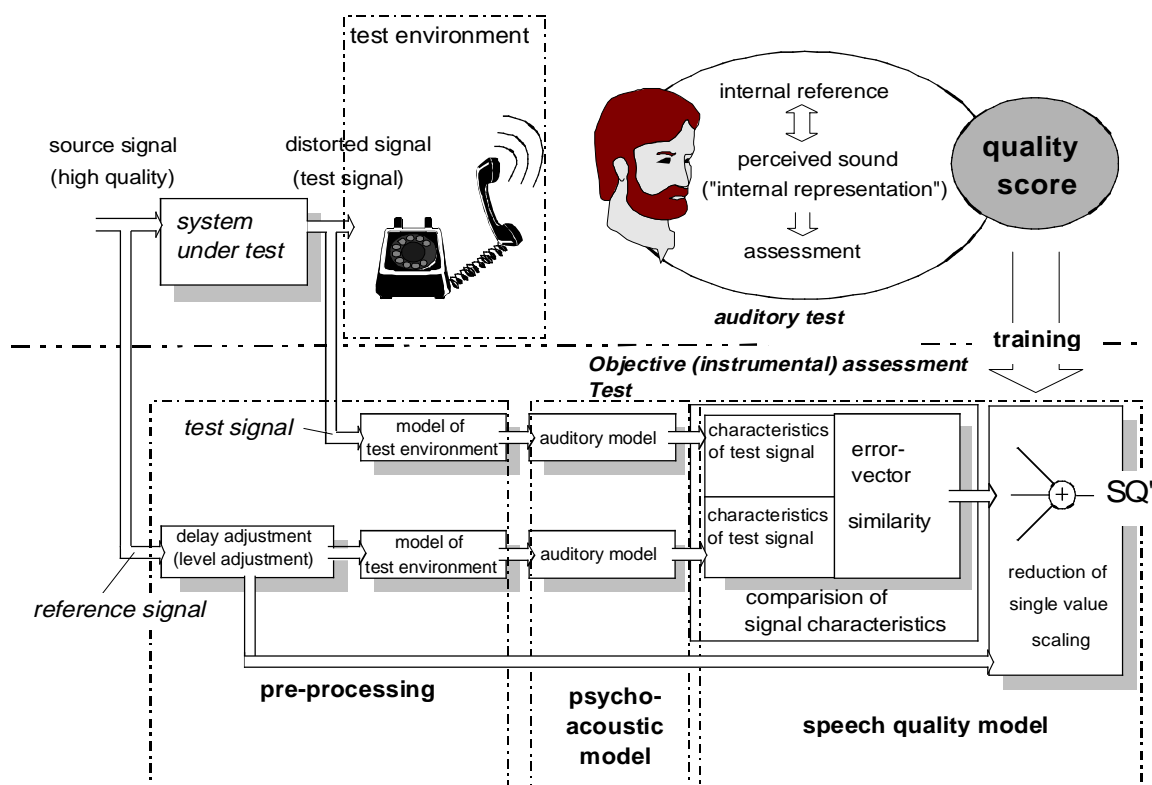 test environment
source signal
(high quality)
distorted signal
(test signal)
system
under test
internal reference
perceived sound
("internal representation")
assessment
auditory test
quality
score
training
Objective (instrumental) assessment
Test
test signal
model of
test environment
auditory model
characteristics
of test signal
error-
vector
similarity
characteristics
of test signal
SQ'
delay adjustment
(level adjustment)
model of
test environment
auditory model
reference signal
comparision of
signal characteristics
reduction of
single value
scaling
pre-processing
psycho-
acoustic
model
speech quality model